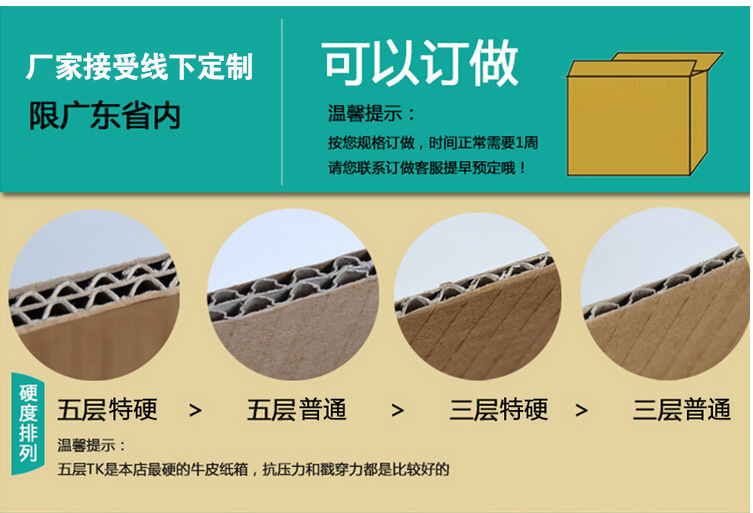 厂家接受线下定制
限广东省内
可以订做
温馨提示：
按您规格订做，时间正常需要1周
请您联系订做客服提早预定哦！
硬度排列
五层特硬 > 五层普通 > 三层特硬 > 三层普通
温馨提示：
五层TK是本店最硬的牛皮纸箱，抗压力和戳穿力都是比较好的